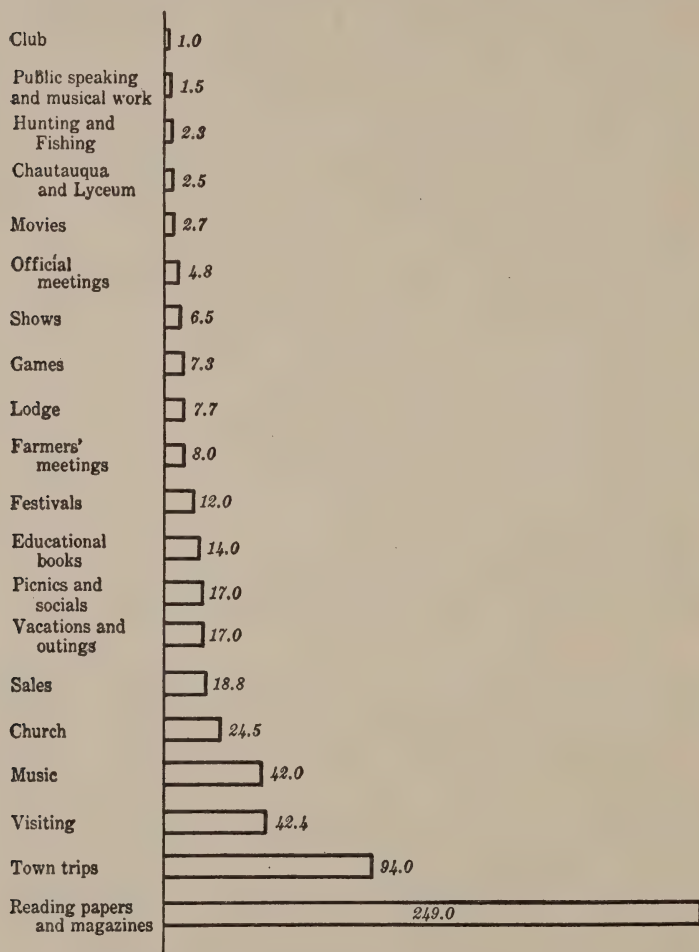 Club 1.0
Public speaking
and musical work 1.5
Hunting and
Fishing 2.3
Chautauqua
and Lyceum 2.5
Movies 2.7
Official
meetings 4.8
Shows 6.5
Games 7.3
Lodge 7.7
Farmers'
meetings 8.0
Festivals 12.0
Educational
books 14.0
Picnics and
socials 17.0
Vacations and
outings 17.0
Sales 18.8
Church 24.5
Music 42.0
Visiting 42.4
Town trips 94.0
Reading papers
and magazines 249.0